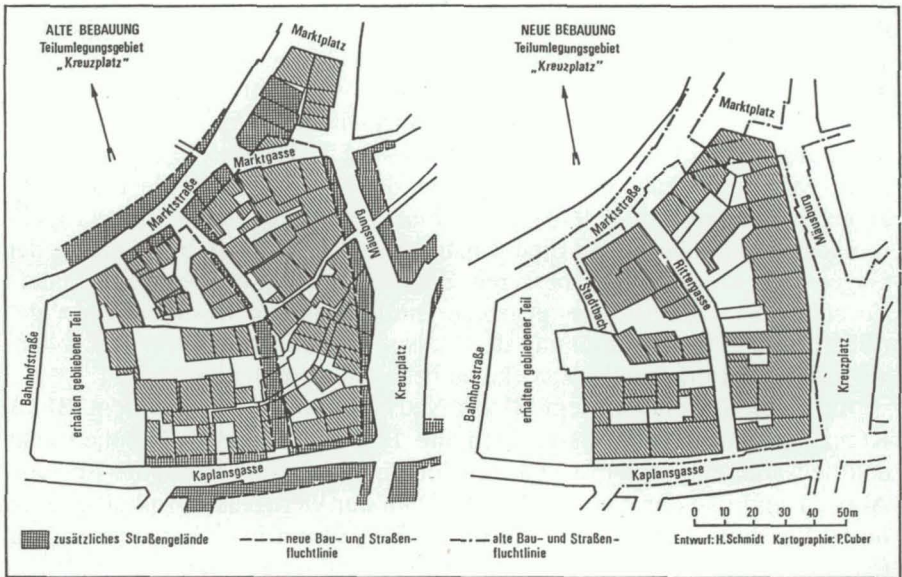 ALTE BEBAUUNG
Teilumlegungsgebiet
„Kreuzplatz"
Marktplatz
Marktgasse
Marktstraße
Mäusburg
Bahnhofstraße
erhalten gebliebener Teil
Kreuzplatz
Kaplansgasse
NEUE BEBAUUNG
Teilumlegungsgebiet
„Kreuzplatz"
Marktplatz
Marktstraße
Mäusburg
Rittergasse
Stadtbach
Bahnhofstraße
erhalten gebliebener Teil
Kreuzplatz
Kaplansgasse
0 10 20 30 40 50m
zusätzliches Straßengelände
neue Bau- und Straßen-
fluchtlinie
alte Bau- und Straßen-
fluchtlinie
Entwurf: H.Schmidt Kartographie: P.Cuber